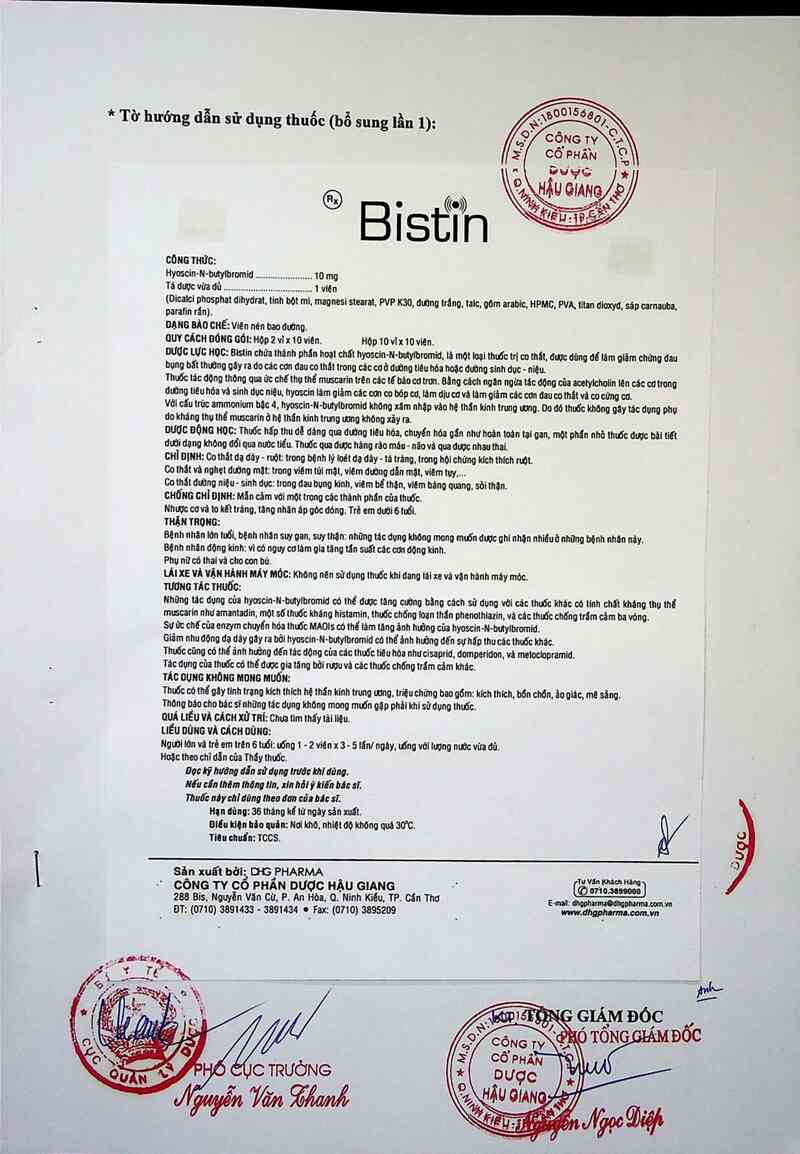 * Tờ hướng dẫn sử dụng thuốc (bổ sung lần 1):
M.S.D.N:1800156801-C.T.C.P
CÔNG TY
CỔ PHẦN
DƯỢC
HẬU GIANG
Q.NINH KIỀU-TP.CẦN THƠ
Rx
Bistin
CÔNG THỨC:
Hyoscin-N-butylbromid ........................ 10 mg
Tá dược vừa đủ .................................... 1 viên
(Dicalci phosphat dihydrat, tinh bột mì, magnesi stearat, PVP K30, đường trắng, talc, gôm arabic, HPMC, PVA, titan dioxyd, sáp carnauba,
parafin rắn).
DẠNG BÀO CHẾ: Viên nén bao đường.
QUY CÁCH ĐÓNG GÓI: Hộp 2 vỉ x 10 viên. Hộp 10 vỉ x 10 viên.
DƯỢC LỰC HỌC: Bistin chứa thành phần hoạt chất hyoscin-N-butylbromid, là một loại thuốc trị co thắt, được dùng để làm giảm chứng đau
bụng bất thường gây ra do các cơn đau co thắt trong các cơ ở đường tiêu hóa hoặc đường sinh dục - niệu.
Thuốc tác động thông qua ức chế thụ thể muscarin trên các tế bào cơ trơn. Bằng cách ngăn ngừa tác động của acetylcholin lên các cơ trong
đường tiêu hóa và sinh dục niệu, hyoscin làm giảm các cơn co bóp cơ, làm dịu cơ và làm giảm các cơn đau co thắt và co cứng cơ.
Với cấu trúc ammonium bậc 4, hyoscin-N-butylbromid không xâm nhập vào hệ thần kinh trung ương. Do đó thuốc không gây tác dụng phụ
do kháng thụ thể muscarin ở hệ thần kinh trung ương không xảy ra.
DƯỢC ĐỘNG HỌC: Thuốc hấp thu dễ dàng qua đường tiêu hóa, chuyển hóa gần như hoàn toàn tại gan, một phần nhỏ thuốc được bài tiết
dưới dạng không đổi qua nước tiểu. Thuốc qua được hàng rào máu - não và qua được nhau thai.
CHỈ ĐỊNH: Co thắt dạ dày - ruột: trong bệnh lý loét dạ dày - tá tràng, trong hội chứng kích thích ruột.
Co thắt và nghẹt đường mật: trong viêm túi mật, viêm đường dẫn mật, viêm tụy,...
Co thắt đường niệu - sinh dục: trong đau bụng kinh, viêm bể thận, viêm bàng quang, sỏi thận.
CHỐNG CHỈ ĐỊNH: Mẫn cảm với một trong các thành phần của thuốc.
Nhược cơ và to kết tràng, tăng nhãn áp góc đóng. Trẻ em dưới 6 tuổi.
THẬN TRỌNG:
Bệnh nhân lớn tuổi, bệnh nhân suy gan, suy thận: những tác dụng không mong muốn được ghi nhận nhiều ở những bệnh nhân này.
Bệnh nhân động kinh: vì có nguy cơ làm gia tăng tần suất các cơn động kinh.
Phụ nữ có thai và cho con bú.
LÁI XE VÀ VẬN HÀNH MÁY MÓC: Không nên sử dụng thuốc khi đang lái xe và vận hành máy móc.
TƯƠNG TÁC THUỐC:
Những tác dụng của hyoscin-N-butylbromid có thể được tăng cường bằng cách sử dụng với các thuốc khác có tính chất kháng thụ thể
muscarin như amantadin, một số thuốc kháng histamin, thuốc chống loạn thần phenothiazin, và các thuốc chống trầm cảm ba vòng.
Sự ức chế của enzym chuyển hóa thuốc MAOIs có thể làm tăng ảnh hưởng của hyoscin-N-butylbromid.
Giảm nhu động dạ dày gây ra bởi hyoscin-N-butylbromid có thể ảnh hưởng đến sự hấp thu các thuốc khác.
Thuốc cũng có thể ảnh hưởng đến tác động của các thuốc tiêu hóa như cisaprid, domperidon, và metoclopramid.
Tác dụng của thuốc có thể được gia tăng bởi rượu và các thuốc chống trầm cảm khác.
TÁC DỤNG KHÔNG MONG MUỐN:
Thuốc có thể gây tình trạng kích thích hệ thần kinh trung ương, triệu chứng bao gồm: kích thích, bồn chồn, ảo giác, mê sảng.
Thông báo cho bác sĩ những tác dụng không mong muốn gặp phải khi sử dụng thuốc.
QUÁ LIỀU VÀ CÁCH XỬ TRÍ: Chưa tìm thấy tài liệu.
LIỀU DÙNG VÀ CÁCH DÙNG:
Người lớn và trẻ em trên 6 tuổi: uống 1 - 2 viên x 3 - 5 lần/ ngày, uống với lượng nước vừa đủ.
Hoặc theo chỉ dẫn của Thầy thuốc.
Đọc kỹ hướng dẫn sử dụng trước khi dùng.
Nếu cần thêm thông tin, xin hỏi ý kiến bác sĩ.
Thuốc này chỉ dùng theo đơn của bác sĩ.
Hạn dùng: 36 tháng kể từ ngày sản xuất.
Điều kiện bảo quản: Nơi khô, nhiệt độ không quá 30°C.
Tiêu chuẩn: TCCS.
DƯỢC
Sản xuất bởi: DHG PHARMA
CÔNG TY CỔ PHẦN DƯỢC HẬU GIANG
288 Bis, Nguyễn Văn Cừ, P. An Hòa, Q. Ninh Kiều, TP. Cần Thơ
ĐT: (0710) 3891433 - 3891434 • Fax: (0710) 3895209
Tư Vấn Khách Hàng
0710.3899000
E-mail: dhgpharma@dhgpharma.com.vn
www.dhgpharma.com.vn
BỘ Y TẾ
CỤC QUẢN LÝ DƯỢC
PHÓ CỤC TRƯỞNG
Nguyễn Văn Thanh
TỔNG GIÁM ĐỐC
PHÓ TỔNG GIÁM ĐỐC
CÔNG TY
CỔ PHẦN
DƯỢC
HẬU GIANG
Nguyễn Ngọc Diệp